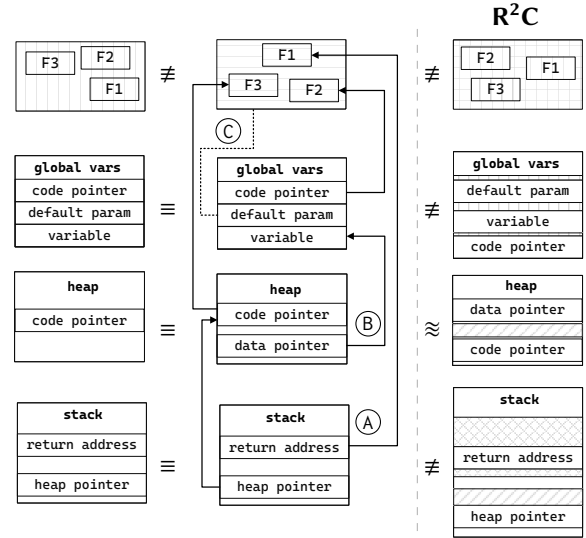 R²C
F3
F2
F1
≢
F1
F3
F2
≢
F2
F1
F3
C
global vars
code pointer
default param
variable
≡
global vars
code pointer
default param
variable
≢
global vars
default param
variable
code pointer
heap
code pointer
≡
heap
code pointer
data pointer
B
≋
heap
data pointer
code pointer
stack
return address
heap pointer
≡
A
stack
return address
heap pointer
≢
stack
return address
heap pointer